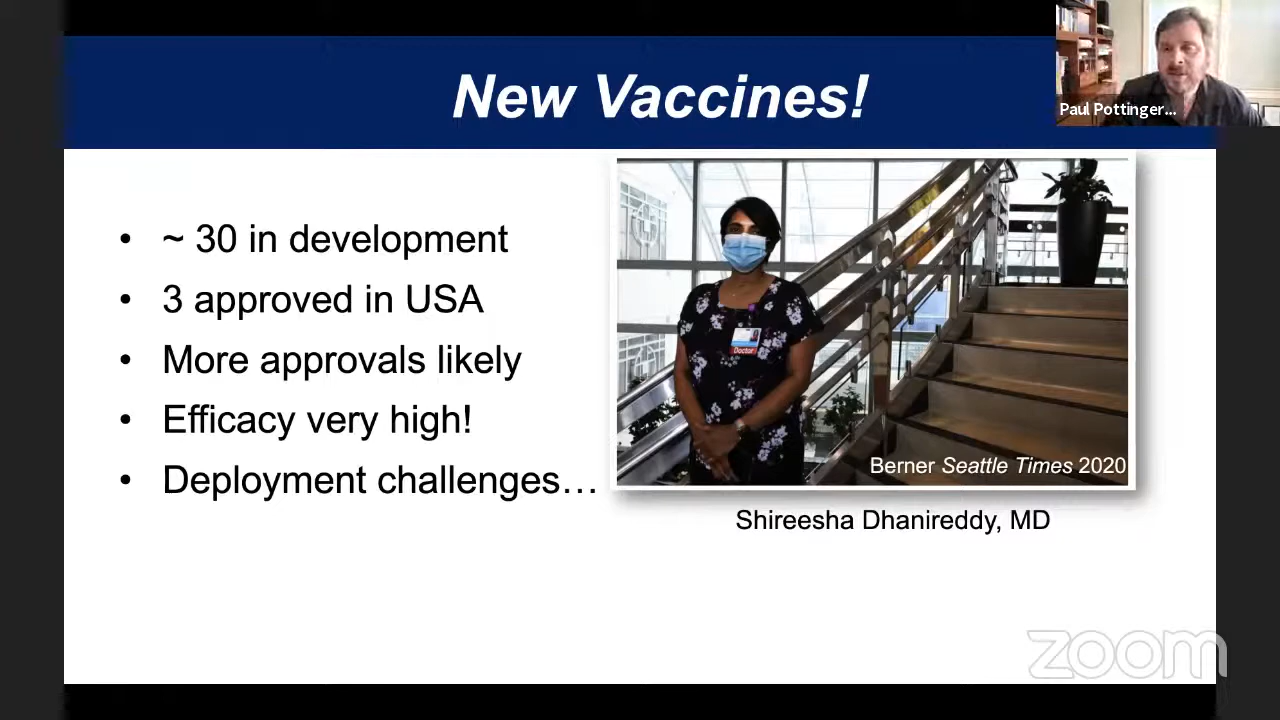 New Vaccines!
Paul Pottinger...
• ~ 30 in development
• 3 approved in USA
• More approvals likely
• Efficacy very high!
• Deployment challenges…
Doctor
Berner Seattle Times 2020
Shireesha Dhanireddy, MD
zoom